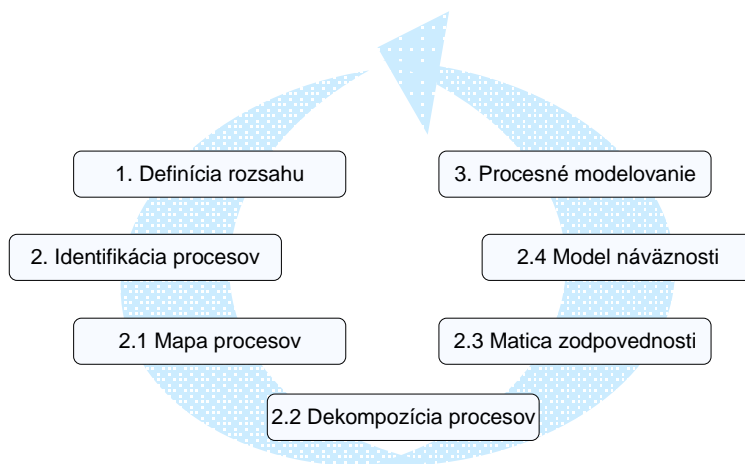 1. Definícia rozsahu
2. Identifikácia procesov
2.1 Mapa procesov
2.2 Dekompozícia procesov
2.3 Matica zodpovednosti
2.4 Model náväznosti
3. Procesné modelovanie